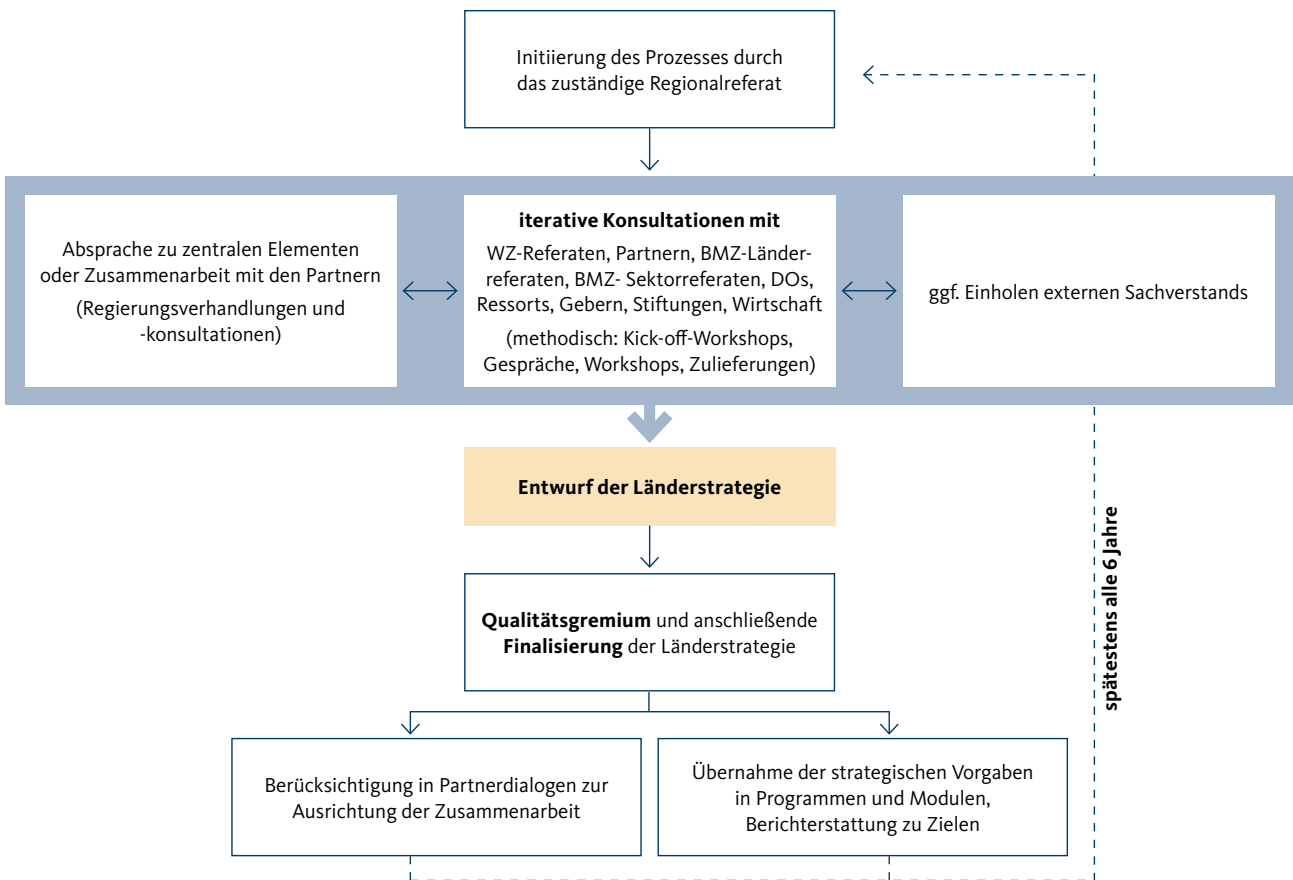 Initiierung des Prozesses durch
das zuständige Regionalreferat
Absprache zu zentralen Elementen
oder Zusammenarbeit mit den Partnern
(Regierungsverhandlungen und
-konsultationen)
iterative Konsultationen mit
WZ-Referaten, Partnern, BMZ-Länder-
referaten, BMZ- Sektorreferaten, DOs,
Ressorts, Gebern, Stiftungen, Wirtschaft
(methodisch: Kick-off-Workshops,
Gespräche, Workshops, Zulieferungen)
ggf. Einholen externen Sachverstands
Entwurf der Länderstrategie
Qualitätsgremium und anschließende
Finalisierung der Länderstrategie
spätestens alle 6 Jahre
Berücksichtigung in Partnerdialogen zur
Ausrichtung der Zusammenarbeit
Übernahme der strategischen Vorgaben
in Programmen und Modulen,
Berichterstattung zu Zielen